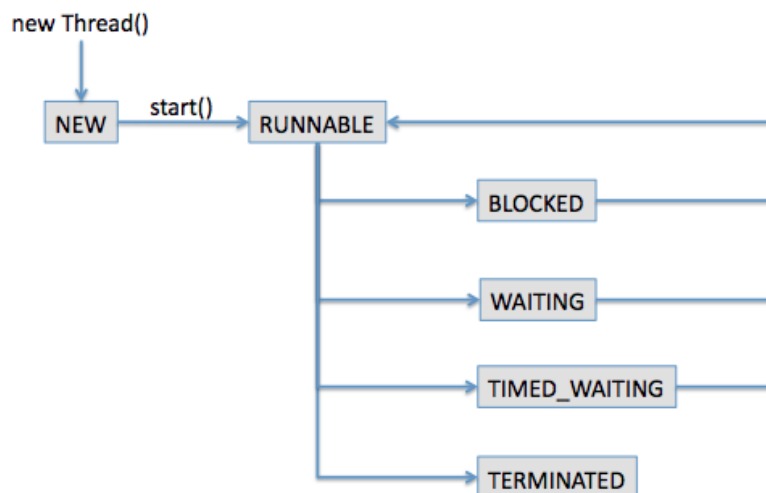 new Thread()
start()
NEW
RUNNABLE
BLOCKED
WAITING
TIMED_WAITING
TERMINATED